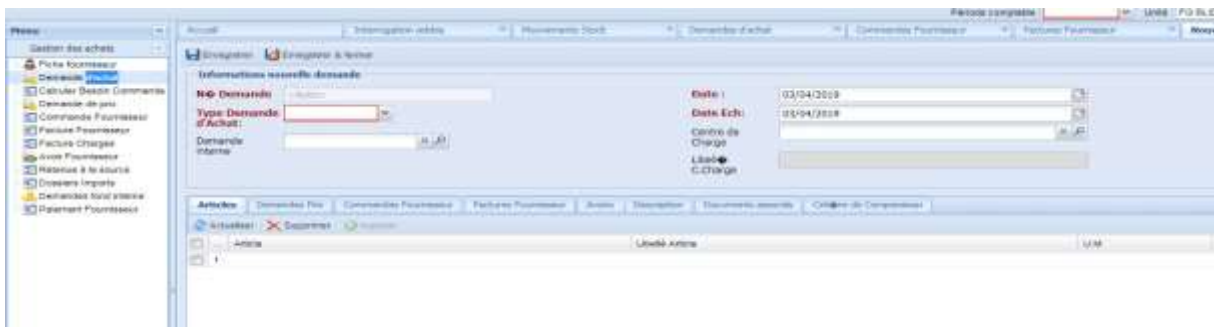 Période comptable Unité
Menu
Gestion des achats
Fiche fournisseur
Demande d'achat
Calculer Besoin Commande
Demande de prix
Commande Fournisseur
Facture Fournisseur
Facture Charges
Avoir Fournisseur
Retenue à la source
Dossiers Imports
Demandes fond interne
Paiement Fournisseur
Accueil Mouvements Stock Demandes d'achat Commandes Fournisseur Factures Fournisseur
Enregistrer Enregistrer & fermer
Informations nouvelle demande
N� Demande
Type Demande
d'Achat:
Demande
Interne
Date : 03/04/2019
Date Ech: 03/04/2019
Centre de
Charge
Libell�
C.Charge
Articles Demandes Prix Commandes Fournisseur Factures Fournisseur Avoirs Description Documents associés Crit�re de Comparaison
Actualiser Supprimer
Article Libellé Article U.M
1